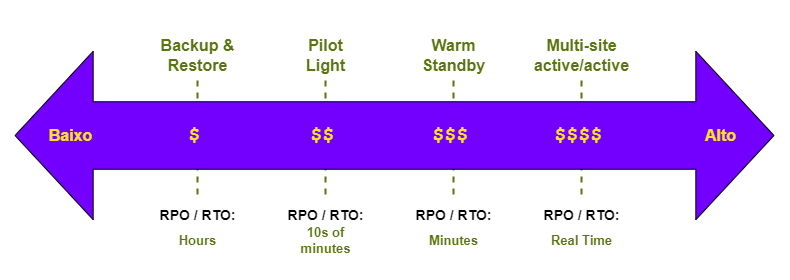 Backup &
Restore
Pilot
Light
Warm
Standby
Multi-site
active/active
Baixo
$
$$
$$$
$$$$
Alto
RPO / RTO:
Hours
RPO / RTO:
10s of
minutes
RPO / RTO:
Minutes
RPO / RTO:
Real Time